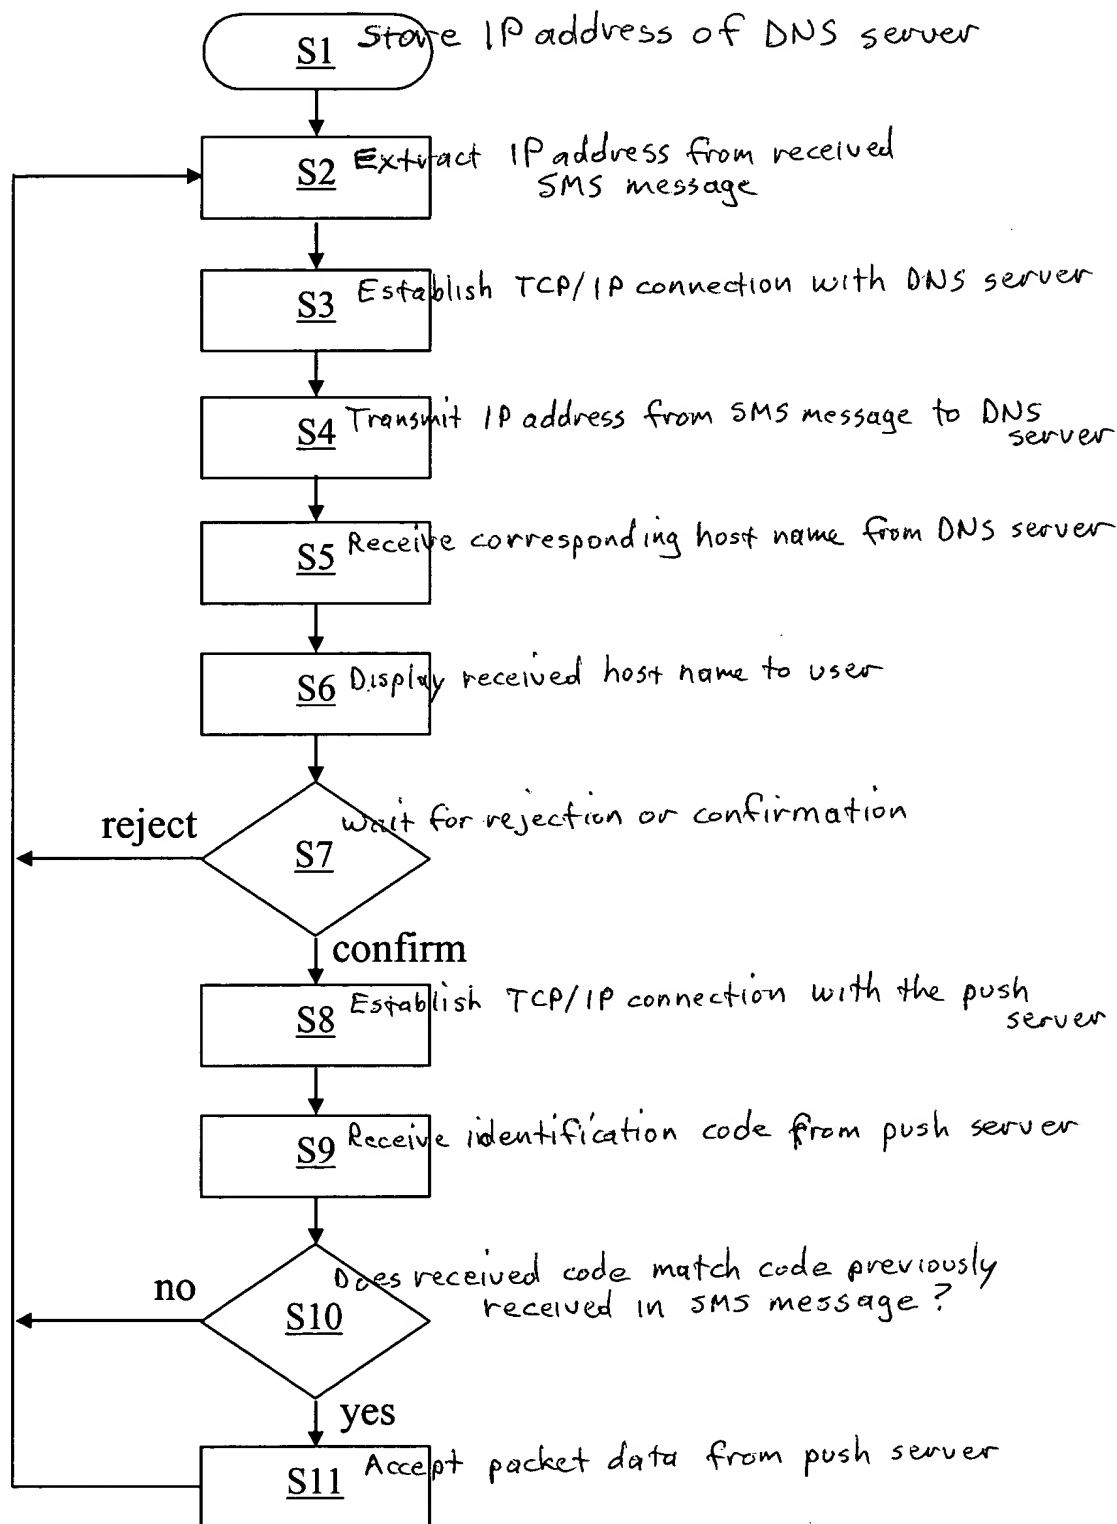 S1 Store IP address of DNS server
S2 Extract IP address from received
SMS message
S3 Establish TCP/IP connection with DNS server
S4 Transmit IP address from SMS message to DNS
server
S5 Receive corresponding host name from DNS server
S6 Display received host name to user
reject
S7 wait for rejection or confirmation
confirm
S8 Establish TCP/IP connection with the push
server
S9 Receive identification code from push server
no
S10 Does received code match code previously
received in SMS message?
yes
S11 Accept packet data from push server